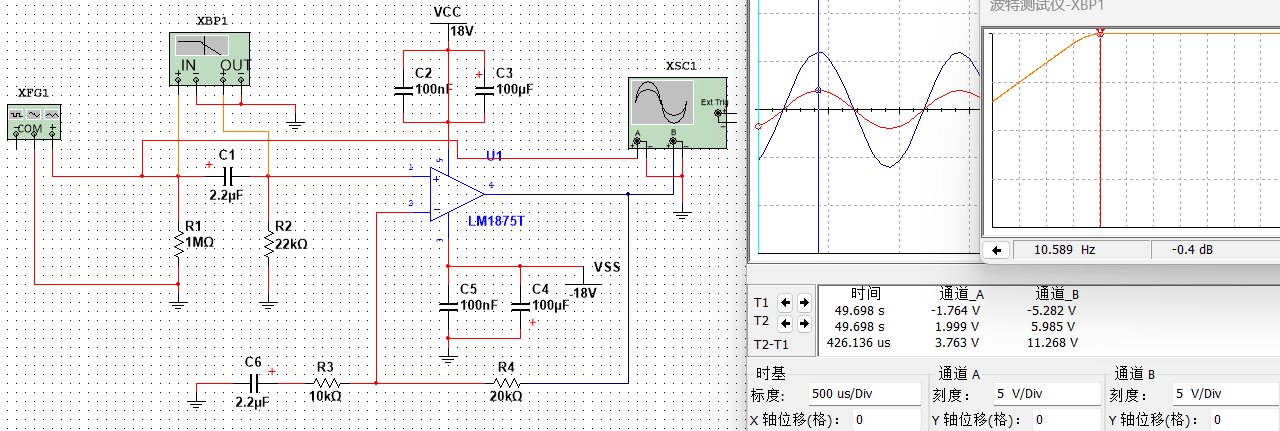 XBP1
IN OUT
XFG1
COM
VCC
18V
C2
100nF
C3
100µF
XSC1
Ext Trig
A
B
U1
C1
2.2µF
R1
1MΩ
R2
22kΩ
5
1
2
4
3
LM1875T
VSS
-18V
C5
100nF
C4
100µF
C6
2.2µF
R3
10kΩ
R4
20kΩ
波特测试仪-XBP1
10.589 Hz
-0.4 dB
时间 通道_A 通道_B
T1 49.698 s -1.764 V -5.282 V
T2 49.698 s 1.999 V 5.985 V
T2-T1 426.136 us 3.763 V 11.268 V
时基
标度： 500 us/Div
X 轴位移(格)： 0
通道 A
刻度： 5 V/Div
Y 轴位移(格)： 0
通道 B
刻度： 5 V/Div
Y 轴位移(格)： 0